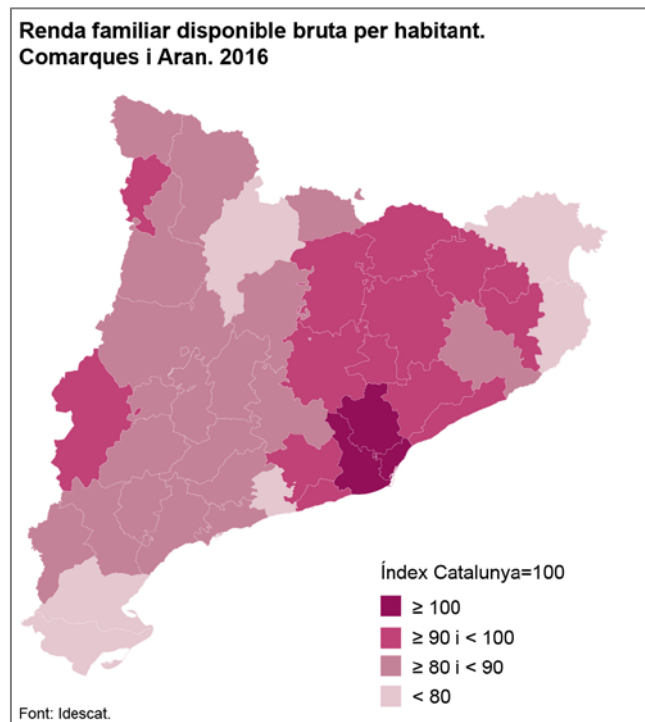 Renda familiar disponible bruta per habitant.
Comarques i Aran. 2016
Índex Catalunya=100
≥ 100
≥ 90 i < 100
≥ 80 i < 90
< 80
Font: Idescat.